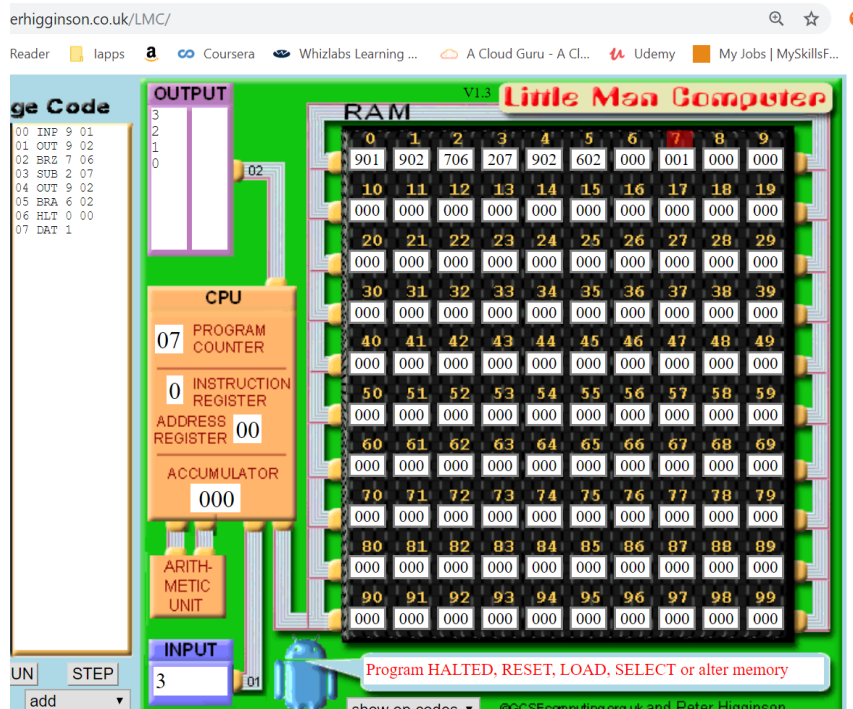 erhigginson.co.uk/LMC/
Reader lapps Coursera Whizlabs Learning ... A Cloud Guru - A Cl... Udemy My Jobs | MySkillsF...
ge Code
00 INP 9 01
01 OUT 9 02
02 BRZ 7 06
03 SUB 2 07
04 OUT 9 02
05 BRA 6 02
06 HLT 0 00
07 DAT 1
OUTPUT
3
2
1
0
02
V1.3 Little Man Computer
RAM
0 1 2 3 4 5 6 7 8 9
901 902 706 207 902 602 000 001 000 000
10 11 12 13 14 15 16 17 18 19
000 000 000 000 000 000 000 000 000 000
20 21 22 23 24 25 26 27 28 29
000 000 000 000 000 000 000 000 000 000
30 31 32 33 34 35 36 37 38 39
000 000 000 000 000 000 000 000 000 000
40 41 42 43 44 45 46 47 48 49
000 000 000 000 000 000 000 000 000 000
50 51 52 53 54 55 56 57 58 59
000 000 000 000 000 000 000 000 000 000
60 61 62 63 64 65 66 67 68 69
000 000 000 000 000 000 000 000 000 000
70 71 72 73 74 75 76 77 78 79
000 000 000 000 000 000 000 000 000 000
80 81 82 83 84 85 86 87 88 89
000 000 000 000 000 000 000 000 000 000
90 91 92 93 94 95 96 97 98 99
000 000 000 000 000 000 000 000 000 000
CPU
07 PROGRAM
COUNTER
0 INSTRUCTION
REGISTER
ADDRESS
REGISTER 00
ACCUMULATOR
000
ARITH-
METIC
UNIT
INPUT
3
01
Program HALTED, RESET, LOAD, SELECT or alter memory
UN STEP
add
show op codes
©GCSEcomputing.org.uk and Peter Higginson